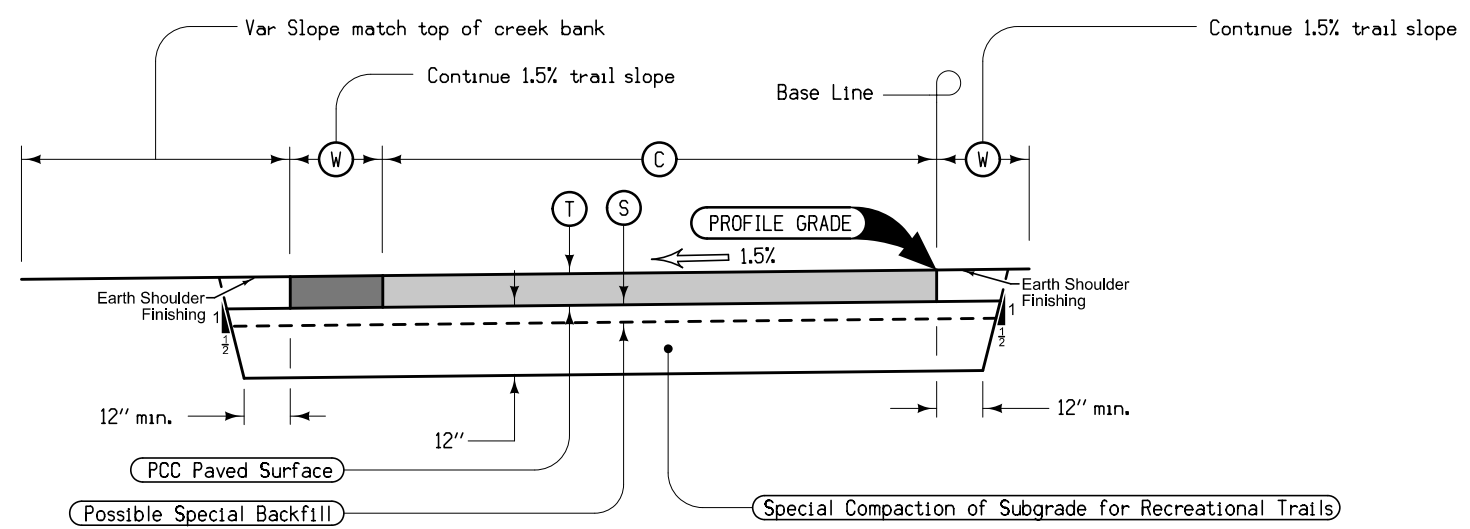 Var Slope match top of creek bank
Continue 1.5% trail slope
Continue 1.5% trail slope
Base Line
W
C
W
T
S
PROFILE GRADE
1.5%
Earth Shoulder
Finishing
Earth Shoulder
Finishing
1
1/2
1
1/2
12" min.
12" min.
12"
PCC Paved Surface
Possible Special Backfill
Special Compaction of Subgrade for Recreational Trails